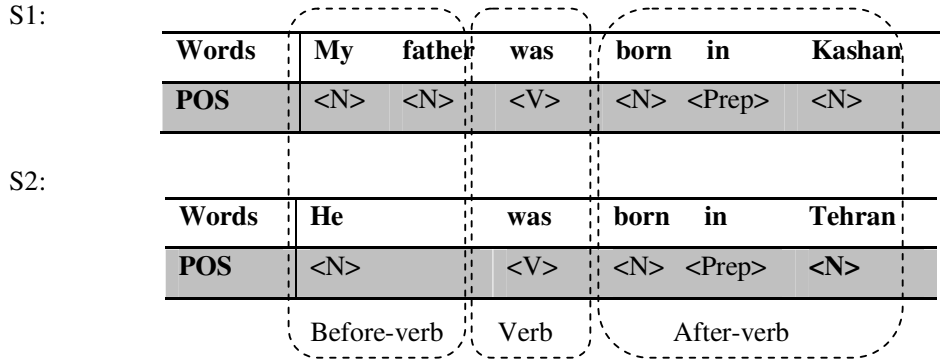 S1:
Words My father was born in Kashan
POS <N> <N> <V> <N> <Prep> <N>
S2:
Words He was born in Tehran
POS <N> <V> <N> <Prep> <N>
Before-verb Verb After-verb